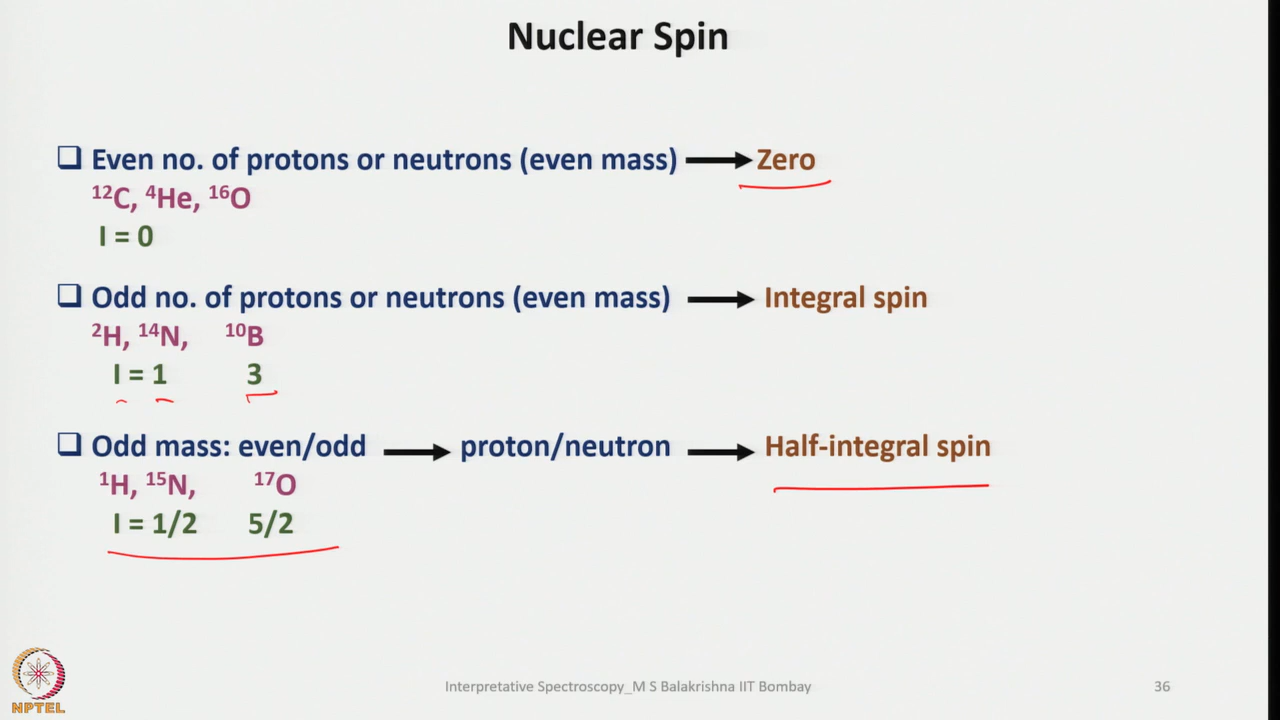 Nuclear Spin
❑ Even no. of protons or neutrons (even mass) → Zero
¹²C, ⁴He, ¹⁶O
I = 0
❑ Odd no. of protons or neutrons (even mass) → Integral spin
²H, ¹⁴N, ¹⁰B
I = 1 3
❑ Odd mass: even/odd → proton/neutron → Half-integral spin
¹H, ¹⁵N, ¹⁷O
I = 1/2 5/2
NPTEL
Interpretative Spectroscopy_M S Balakrishna IIT Bombay
36